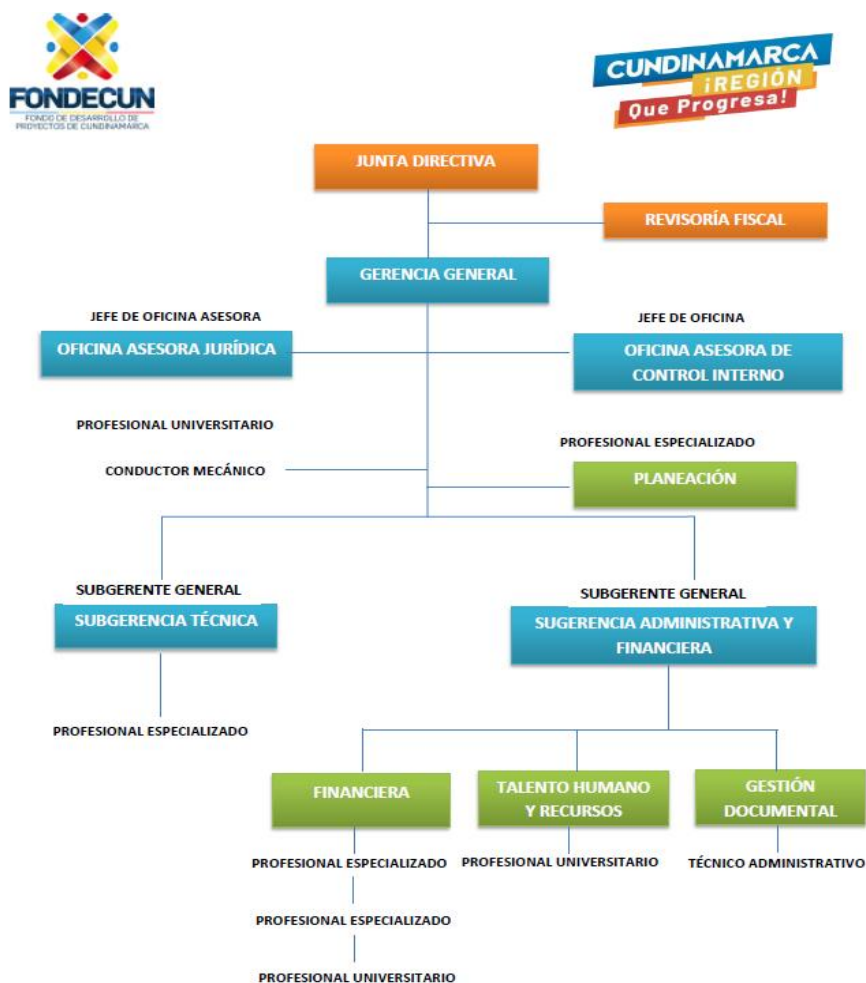 FONDECUN
FONDO DE DESARROLLO DE
PROYECTOS DE CUNDINAMARCA
CUNDINAMARCA
¡REGIÓN
Que Progresa!
JUNTA DIRECTIVA
REVISORÍA FISCAL
GERENCIA GENERAL
JEFE DE OFICINA ASESORA
OFICINA ASESORA JURÍDICA
JEFE DE OFICINA
OFICINA ASESORA DE
CONTROL INTERNO
PROFESIONAL UNIVERSITARIO
CONDUCTOR MECÁNICO
PROFESIONAL ESPECIALIZADO
PLANEACIÓN
SUBGERENTE GENERAL
SUBGERENCIA TÉCNICA
PROFESIONAL ESPECIALIZADO
SUBGERENTE GENERAL
SUGERENCIA ADMINISTRATIVA Y
FINANCIERA
FINANCIERA
PROFESIONAL ESPECIALIZADO
PROFESIONAL ESPECIALIZADO
PROFESIONAL UNIVERSITARIO
TALENTO HUMANO
Y RECURSOS
PROFESIONAL UNIVERSITARIO
GESTIÓN
DOCUMENTAL
TÉCNICO ADMINISTRATIVO